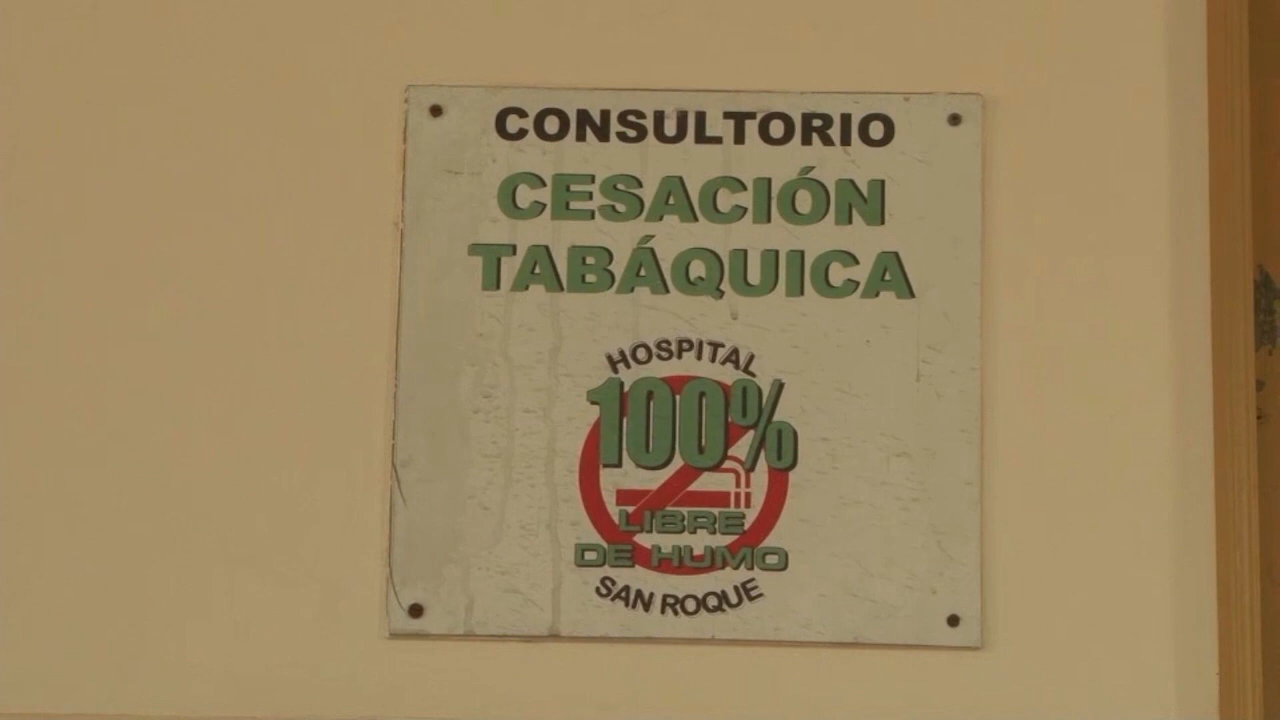 CONSULTORIO
CESACIÓN
TABÁQUICA
HOSPITAL
100%
LIBRE
DE HUMO
SAN ROQUE